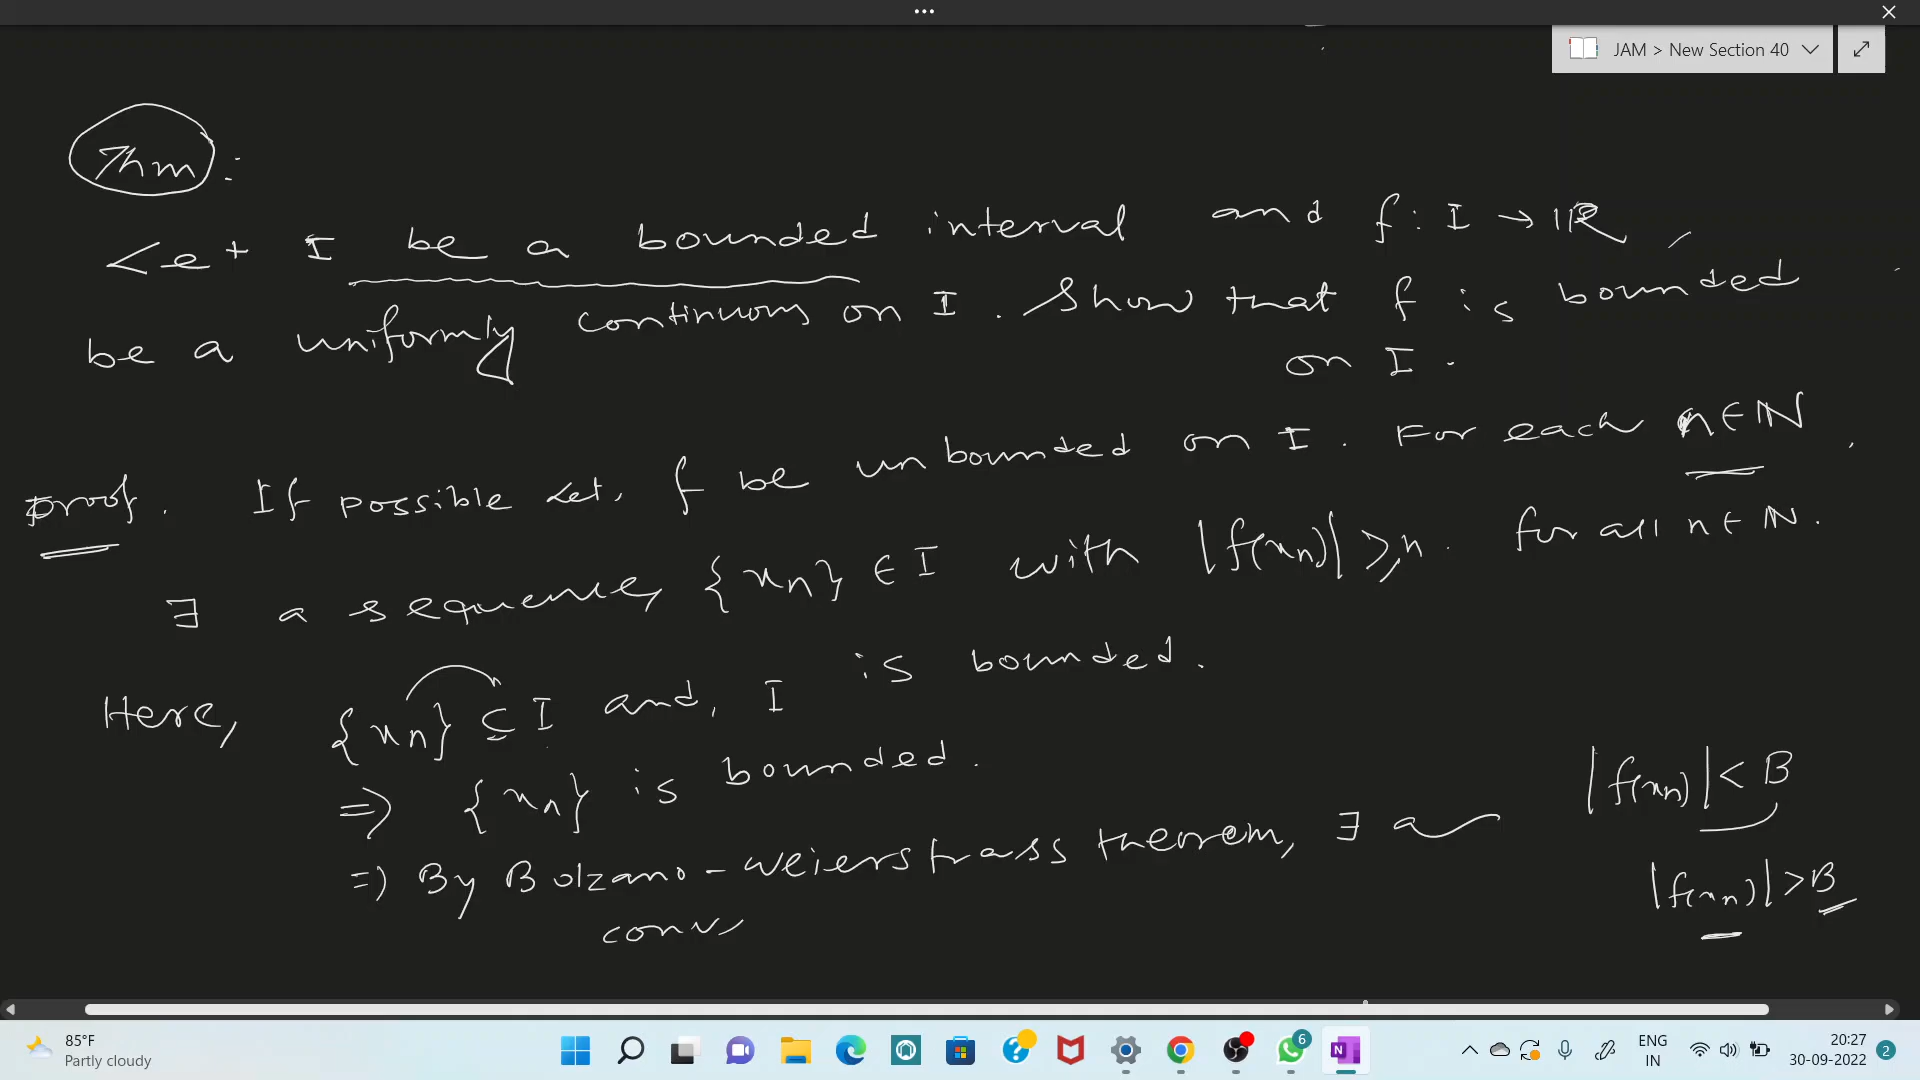 JAM > New Section 40
Thm :
Let I be a bounded interval and f : I → ℝ
be a uniformly continuous on I. Show that f is bounded
on I.
Proof. If possible let, f be unbounded on I. For each n ∈ ℕ,
∃ a sequence {xn} ∈ I with |f(xn)| ≥ n. for all n ∈ ℕ.
Here, {xn} ⊆ I and, I is bounded.
⇒ {xn} is bounded.
⇒ By Bolzano-Weierstrass theorem, ∃ a
conv
|f(xn)| < B
|f(xn)| > B
85°F
Partly cloudy
6
ENG
IN
20:27
30-09-2022
2